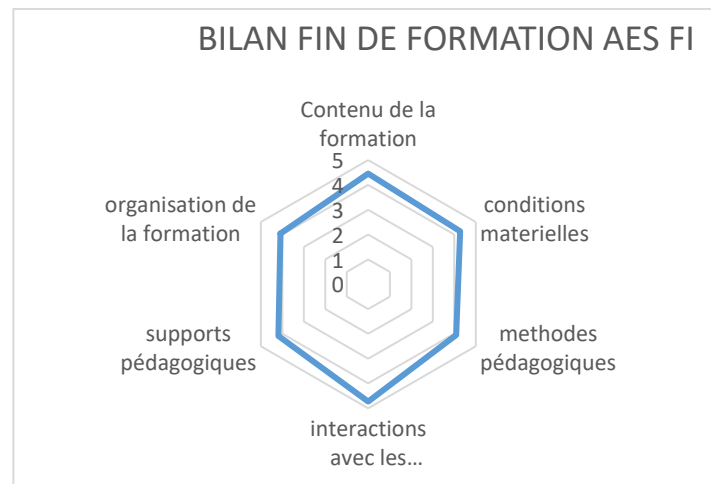 BILAN FIN DE FORMATION AES FI
Contenu de la
formation
5
4
3
2
1
0
conditions
materielles
methodes
pédagogiques
interactions
avec les…
supports
pédagogiques
organisation de
la formation